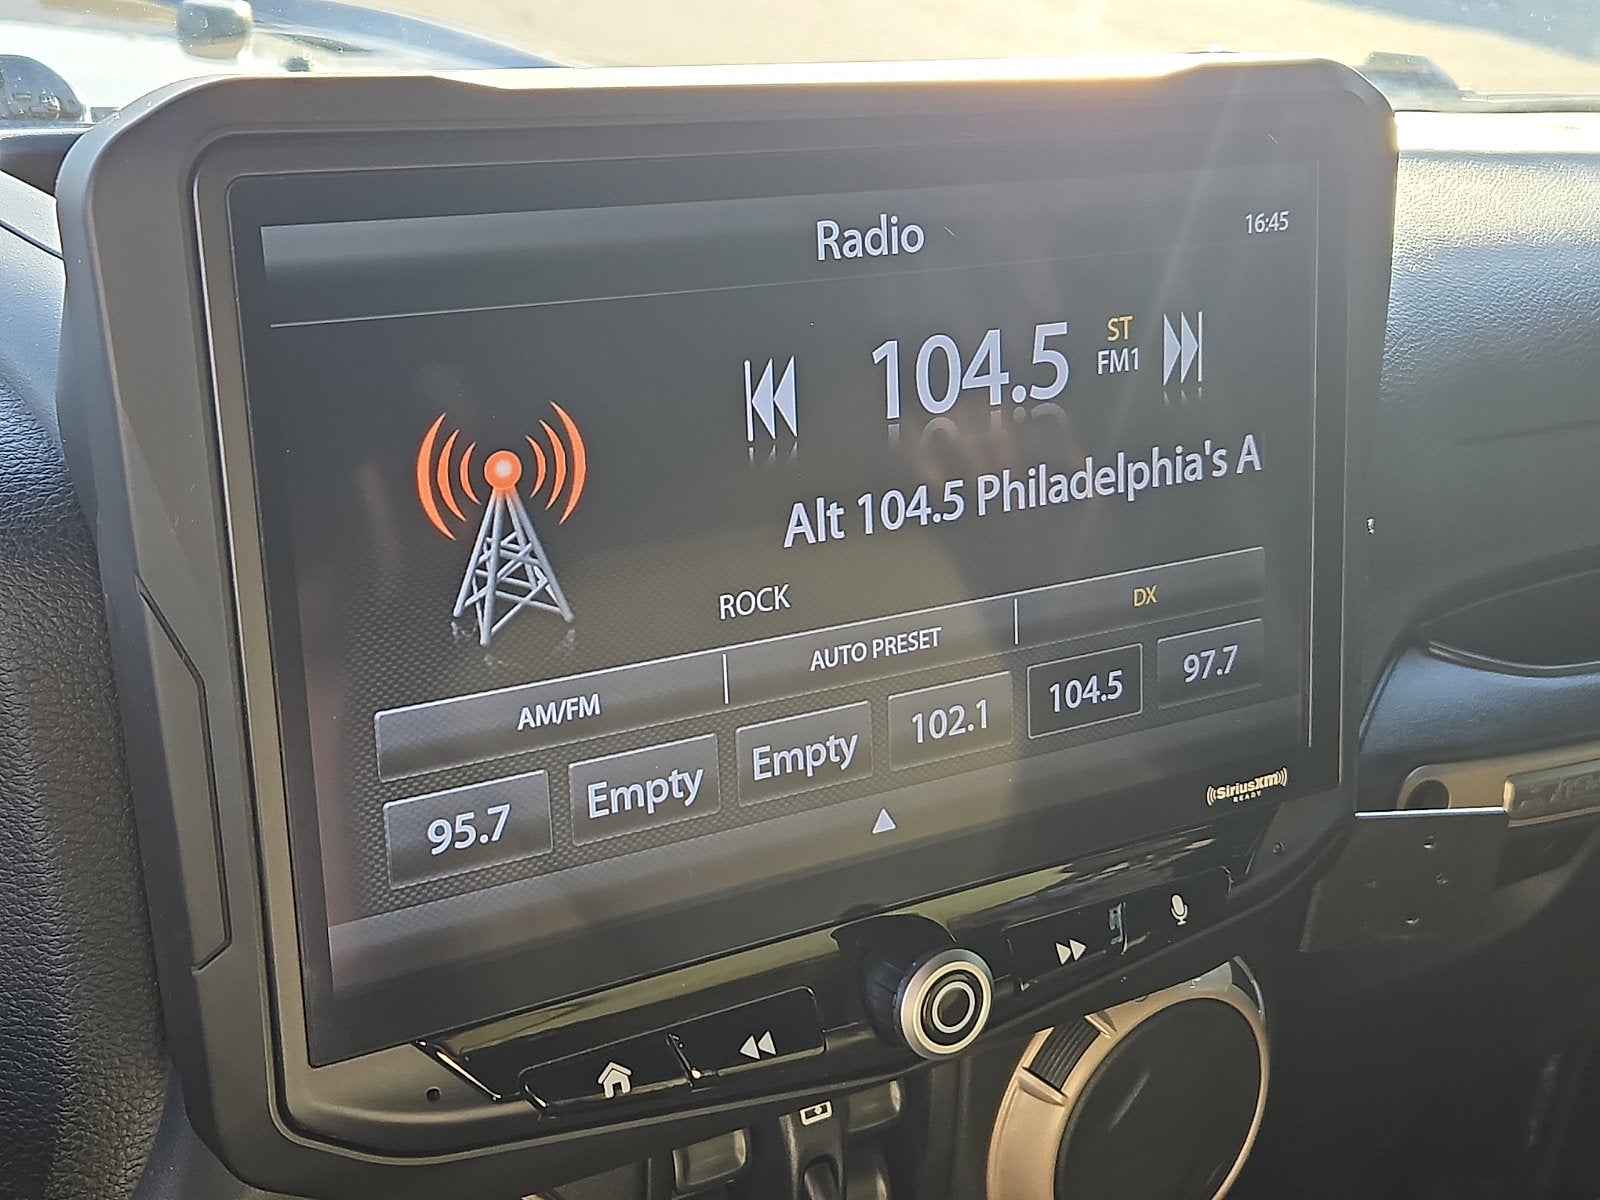 Radio
16:45
104.5
ST
FM1
Alt 104.5 Philadelphia's A
ROCK
AM/FM
AUTO PRESET
DX
95.7
Empty
Empty
102.1
104.5
97.7
SiriusXM
READY